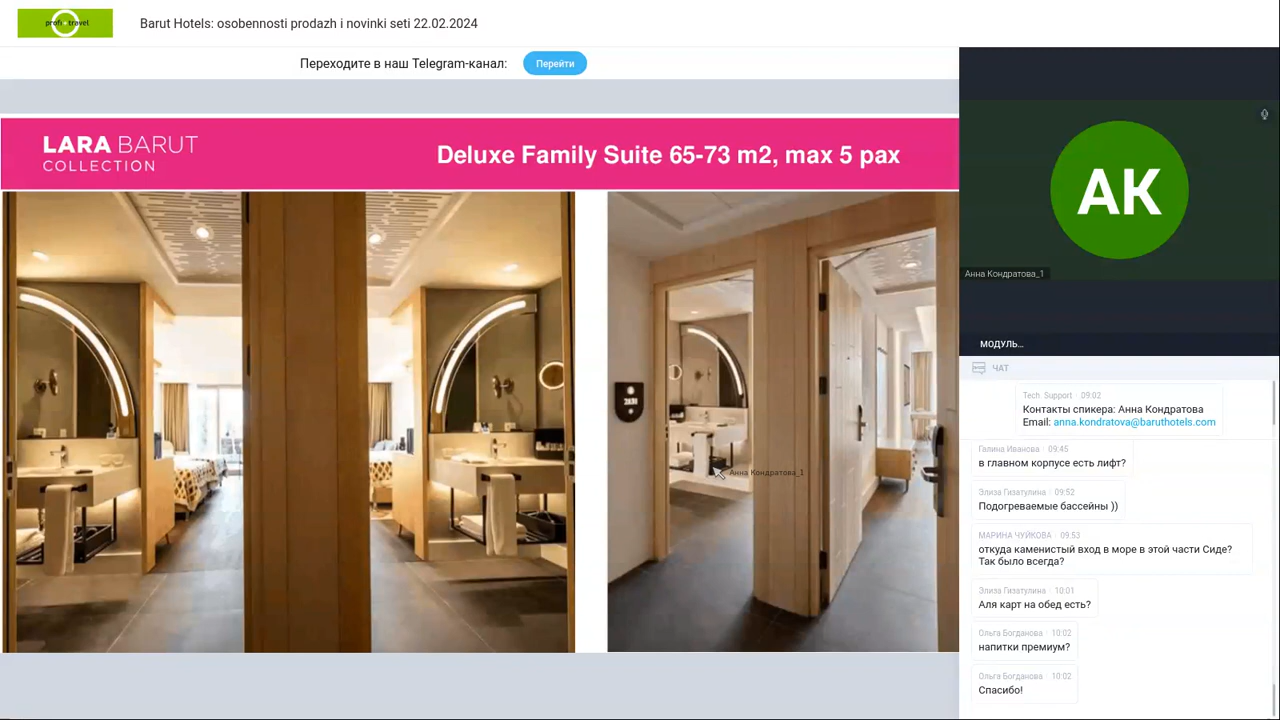 profi travel
Barut Hotels: osobennosti prodazh i novinki seti 22.02.2024
Переходите в наш Telegram-канал:
Перейти
LARA BARUT
COLLECTION
Deluxe Family Suite 65-73 m2, max 5 pax
Анна Кондратова_1
АК
Анна Кондратова_1
МОДУЛЬ...
ЧАТ
Tech Support 09:02
Контакты спикера: Анна Кондратова
Email: anna.kondratova@baruthotels.com
Галина Иванова 09:45
в главном корпусе есть лифт?
Элиза Гизатулина 09:52
Подогреваемые бассейны ))
МАРИНА ЧУЙКОВА 09:53
откуда каменистый вход в море в этой части Сиде?
Так было всегда?
Элиза Гизатулина 10:01
Аля карт на обед есть?
Ольга Богданова 10:02
напитки премиум?
Ольга Богданова 10:02
Спасибо!